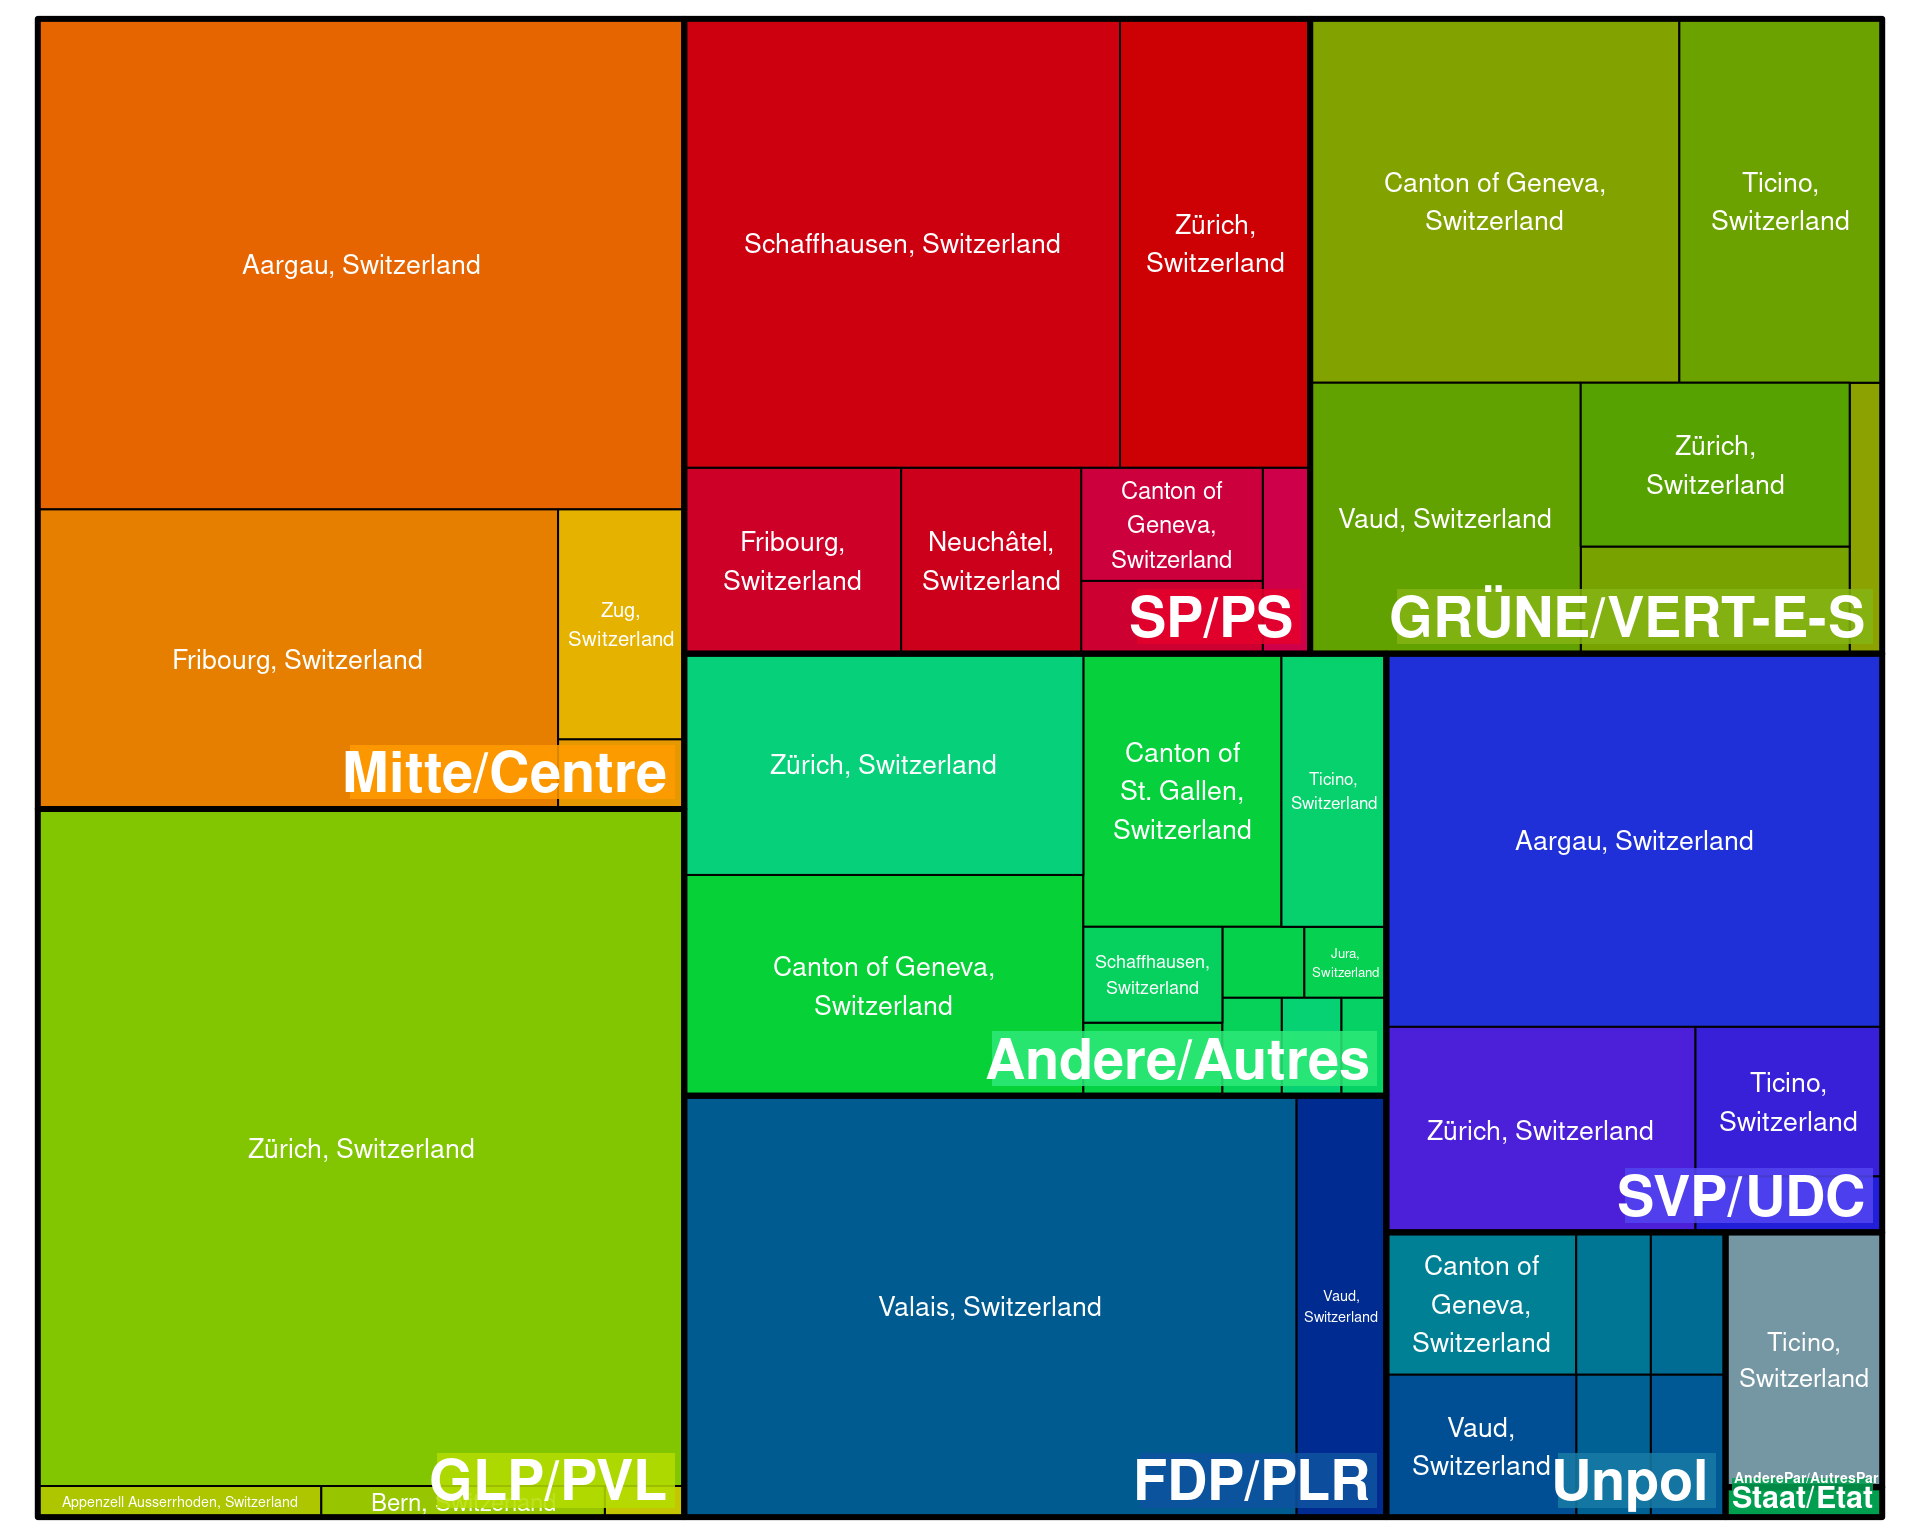 Aargau, Switzerland
Fribourg, Switzerland
Zug,
Switzerland
Mitte/Centre
Zürich, Switzerland
Appenzell Ausserrhoden, Switzerland
Bern, Switzerland
GLP/PVL
Schaffhausen, Switzerland
Zürich,
Switzerland
Fribourg,
Switzerland
Neuchâtel,
Switzerland
Canton of
Geneva,
Switzerland
SP/PS
Canton of Geneva,
Switzerland
Ticino,
Switzerland
Vaud, Switzerland
Zürich,
Switzerland
GRÜNE/VERT-E-S
Zürich, Switzerland
Canton of
St. Gallen,
Switzerland
Ticino,
Switzerland
Canton of Geneva,
Switzerland
Schaffhausen,
Switzerland
Jura,
Switzerland
Andere/Autres
Aargau, Switzerland
Zürich, Switzerland
Ticino,
Switzerland
SVP/UDC
Valais, Switzerland
Vaud,
Switzerland
FDP/PLR
Canton of
Geneva,
Switzerland
Vaud,
Switzerland
Unpol
Ticino,
Switzerland
AnderePar/AutresPar
Staat/Etat